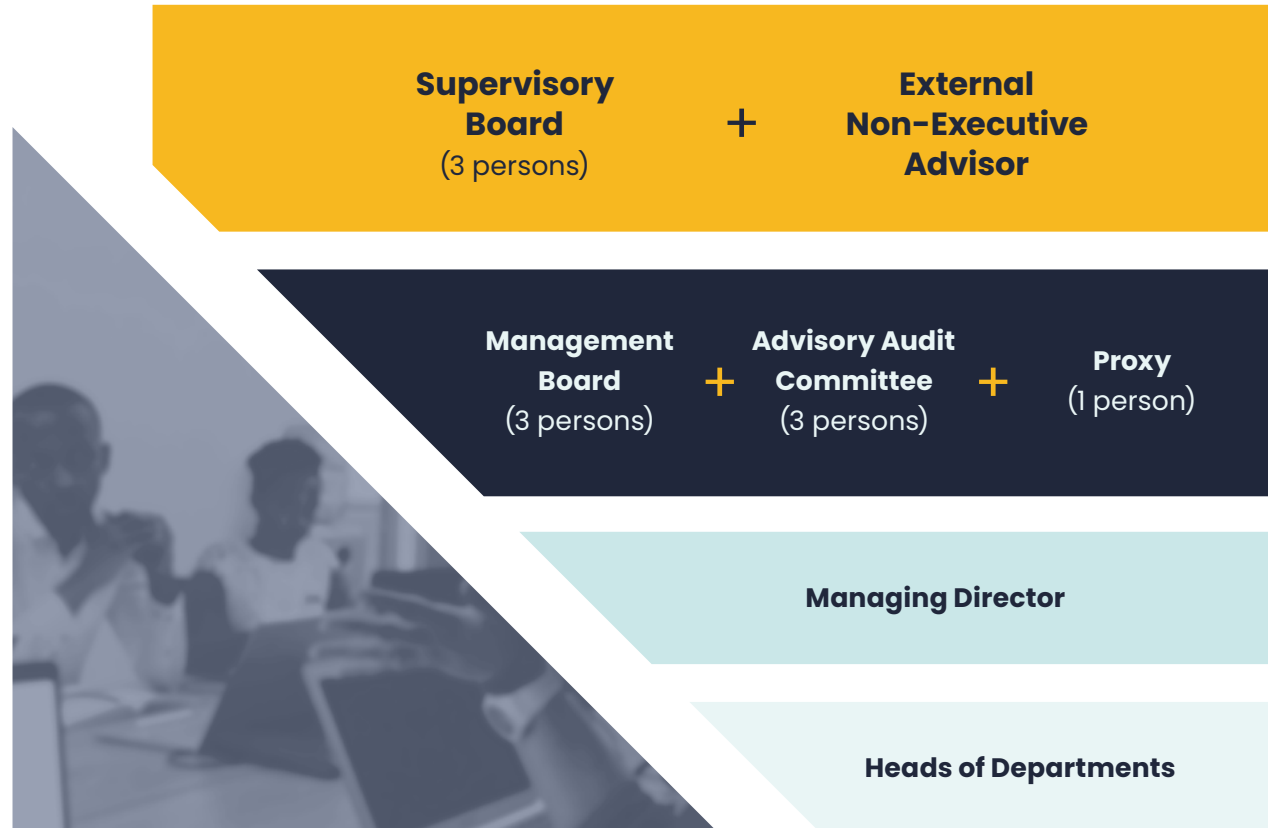 Supervisory
Board
(3 persons)
+
External
Non-Executive
Advisor
Management
Board
(3 persons)
+
Advisory Audit
Committee
(3 persons)
+
Proxy
(1 person)
Managing Director
Heads of Departments